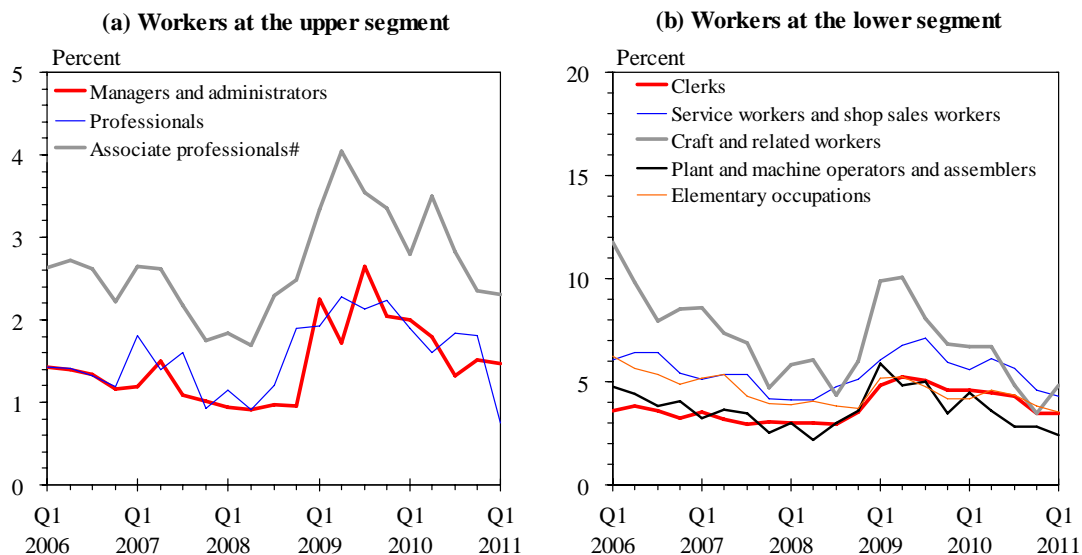 (a) Workers at the upper segment
Percent
5
4
3
2
1
0
Managers and administrators
Professionals
Associate professionals#
Q1 Q1 Q1 Q1 Q1 Q1
2006 2007 2008 2009 2010 2011
(b) Workers at the lower segment
Percent
20
15
10
5
0
Clerks
Service workers and shop sales workers
Craft and related workers
Plant and machine operators and assemblers
Elementary occupations
Q1 Q1 Q1 Q1 Q1 Q1
2006 2007 2008 2009 2010 2011